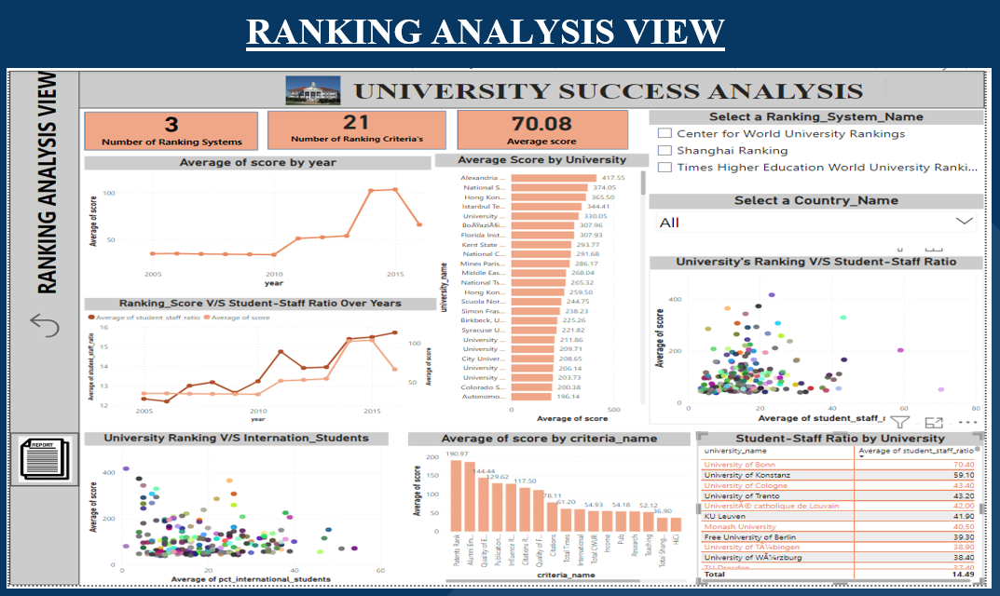 RANKING ANALYSIS VIEW
RANKING ANALYSIS VIEW
UNIVERSITY SUCCESS ANALYSIS
3
Number of Ranking Systems
21
Number of Ranking Criteria's
70.08
Average score
Select a Ranking_System_Name
Center for World University Rankings
Shanghai Ranking
Times Higher Education World University Ranki...
Select a Country_Name
All
Average of score by year
Average of score
100
50
2005
2010
2015
year
Average Score by University
university_name
Alexandria ... 417.55
National S... 374.05
Hong Kon... 365.50
Istanbul Te... 344.41
University ... 330.05
BoÄŸaziÃ§i... 307.96
Florida Inst... 307.93
Kent State ... 293.77
National C... 291.68
Mines Paris... 286.17
Middle Eas... 268.04
National Ts... 265.32
Hong Kon... 259.50
Scuola Nor... 244.75
Simon Fras... 238.23
Birkbeck, U... 225.26
Syracuse U... 221.82
University ... 211.86
University ... 209.71
City Univer... 208.65
University ... 206.14
University ... 203.73
Colorado S... 200.38
Autonomo... 196.14
0
500
Average of score
University's Ranking V/S Student-Staff Ratio
Average of score
400
200
0
0
20
40
60
80
Average of student_staff_r
Ranking_Score V/S Student-Staff Ratio Over Years
Average of student_staff_ratio
Average of score
Average of student_staff_ratio
16
15
14
13
12
100
50
Average of score
2005
2010
2015
year
REPORT
University Ranking V/S Internation_Students
Average of score
400
200
0
0
20
40
60
Average of pct_international_students
Average of score by criteria_name
Average of score
200
150
100
50
0
190.97
144.44
129.62
117.50
78.11
61.20
54.93
54.18
52.12
36.90
Patents Rank
Alumni Em...
Quality of E...
Publication...
Influence R...
Citations R...
Quality of F...
Citations
Total Times
International
Total CWUR
Income
Pub
Research
Teaching
Total Shang...
HiCi
criteria_name
Student-Staff Ratio by University
university_name Average of student_staff_ratio
University of Bonn 70.40
University of Konstanz 59.10
University of Cologne 43.40
University of Trento 43.20
UniversitÃ© catholique de Louvain 42.00
KU Leuven 41.90
Monash University 40.50
Free University of Berlin 39.30
University of TÃ¼bingen 38.90
University of WÃ¼rzburg 38.40
TU Dresden 37.40
Total 14.49